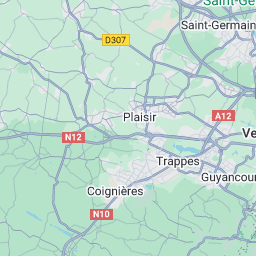 Saint-Ge
Saint-Germain
D307
Plaisir
A12
N12
Ve
Trappes
Guyancour
Coignières
N10